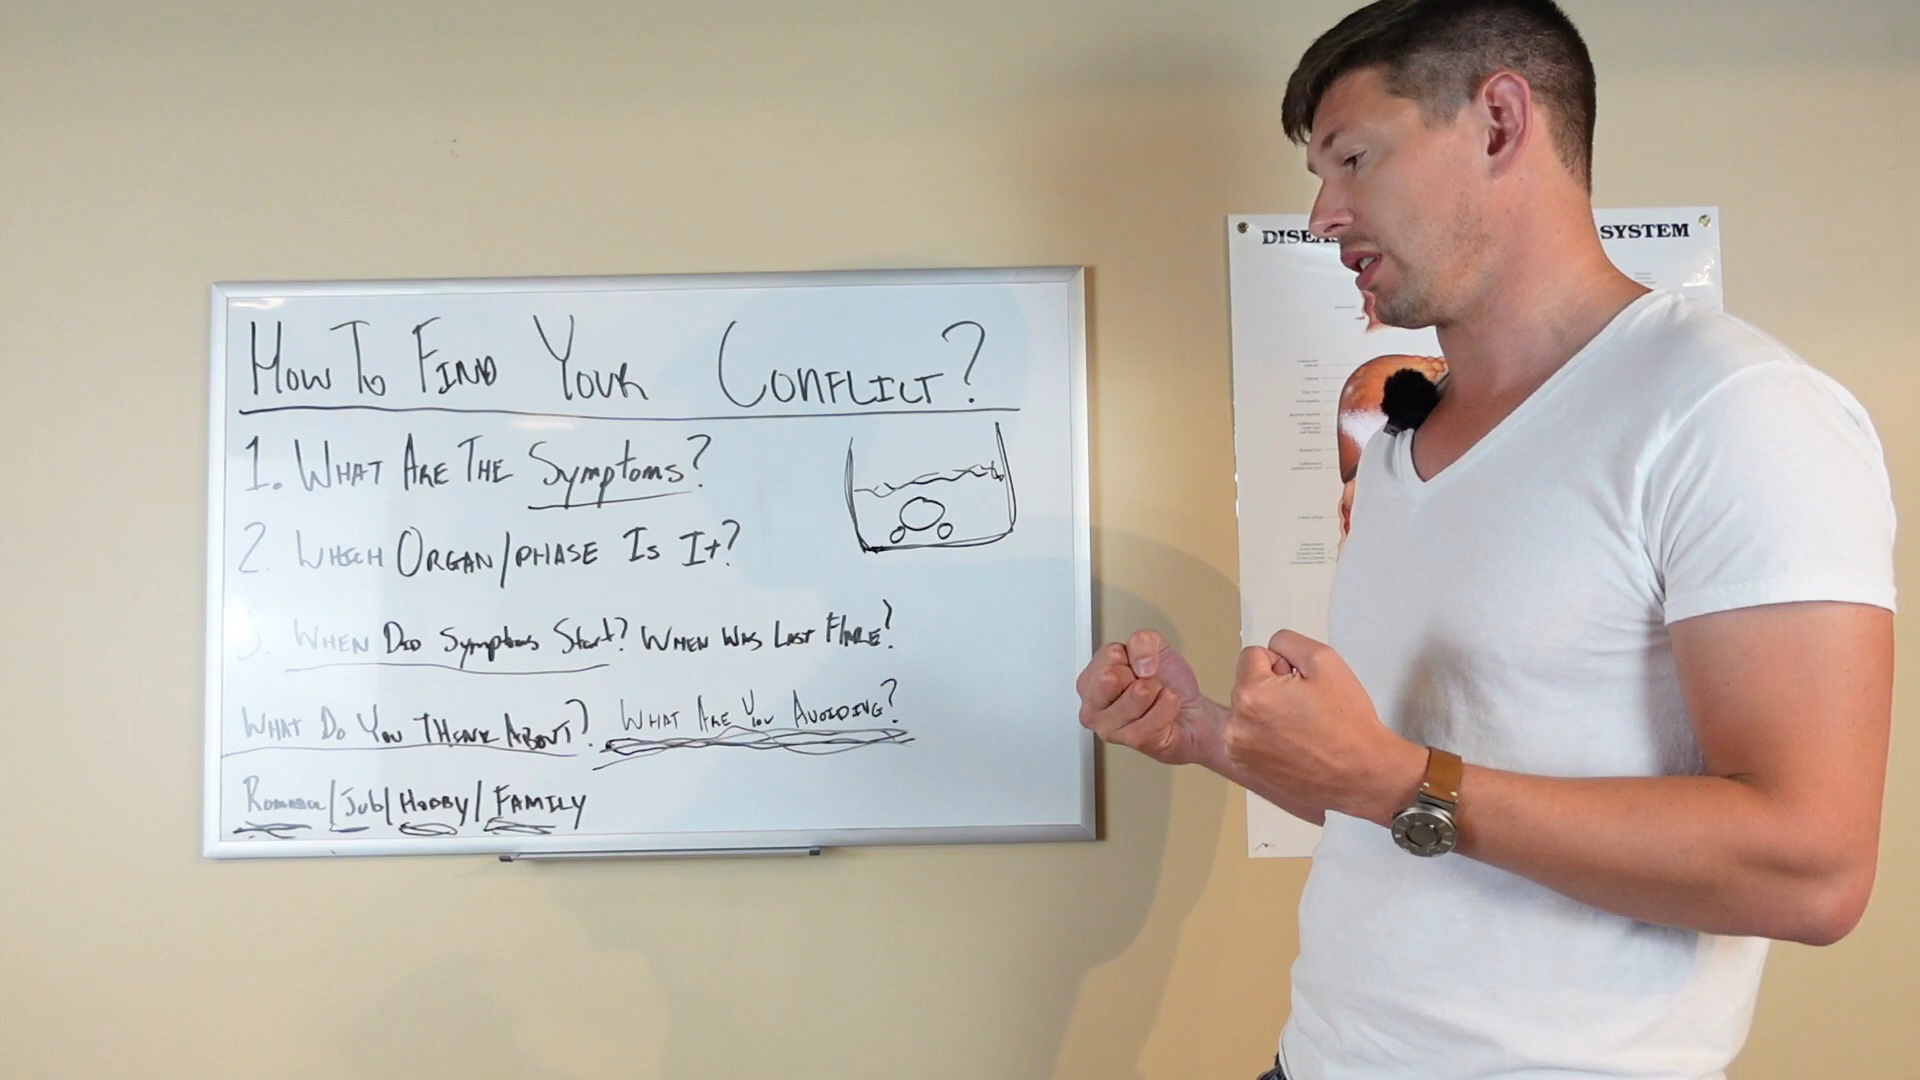 How To Find Your Conflict?
1. What Are The Symptoms?
2. Which Organ/phase Is It?
3. When Did Symptoms Start? When Was Last Flare?
What Do You Think About? What Are You Avoiding?
Romance/Job/Hobby/Family
SYSTEM